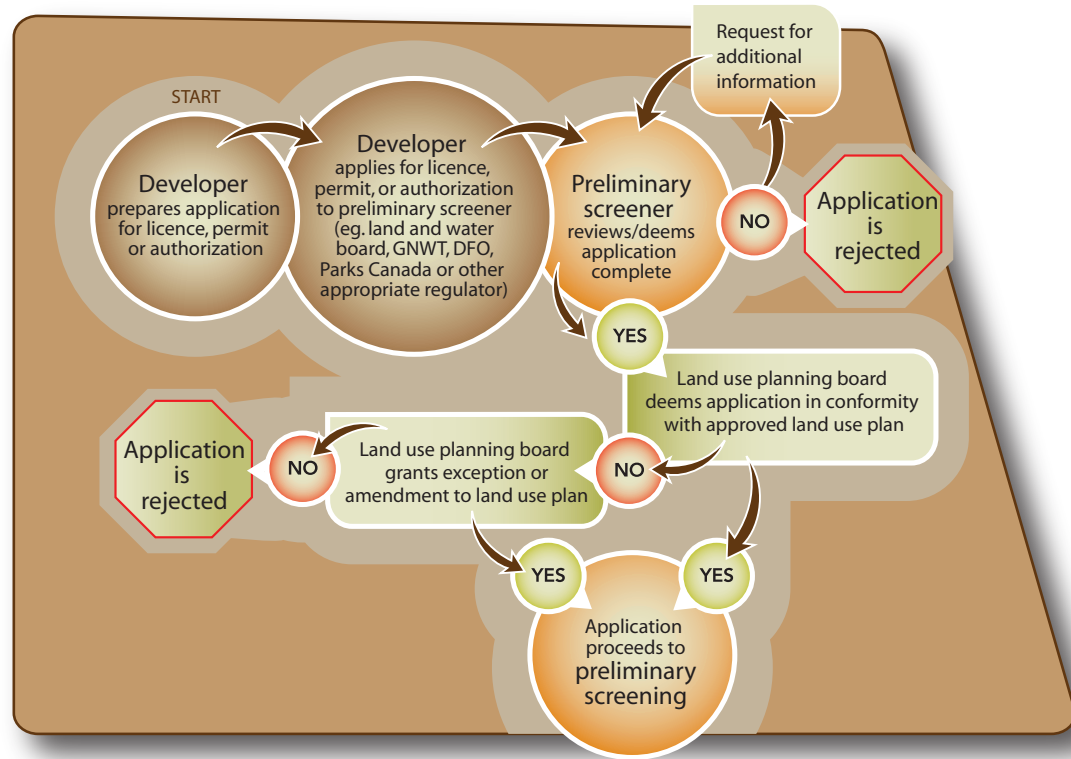 START
Developer
prepares application
for licence, permit
or authorization
Developer
applies for licence,
permit, or authorization
to preliminary screener
(eg. land and water
board, GNWT, DFO,
Parks Canada or other
appropriate regulator)
Preliminary
screener
reviews/deems
application
complete
Request for
additional
information
NO
Application
is
rejected
YES
Land use planning board
deems application in conformity
with approved land use plan
NO
Land use planning board
grants exception or
amendment to land use plan
NO
Application
is
rejected
YES
YES
Application
proceeds to
preliminary
screening